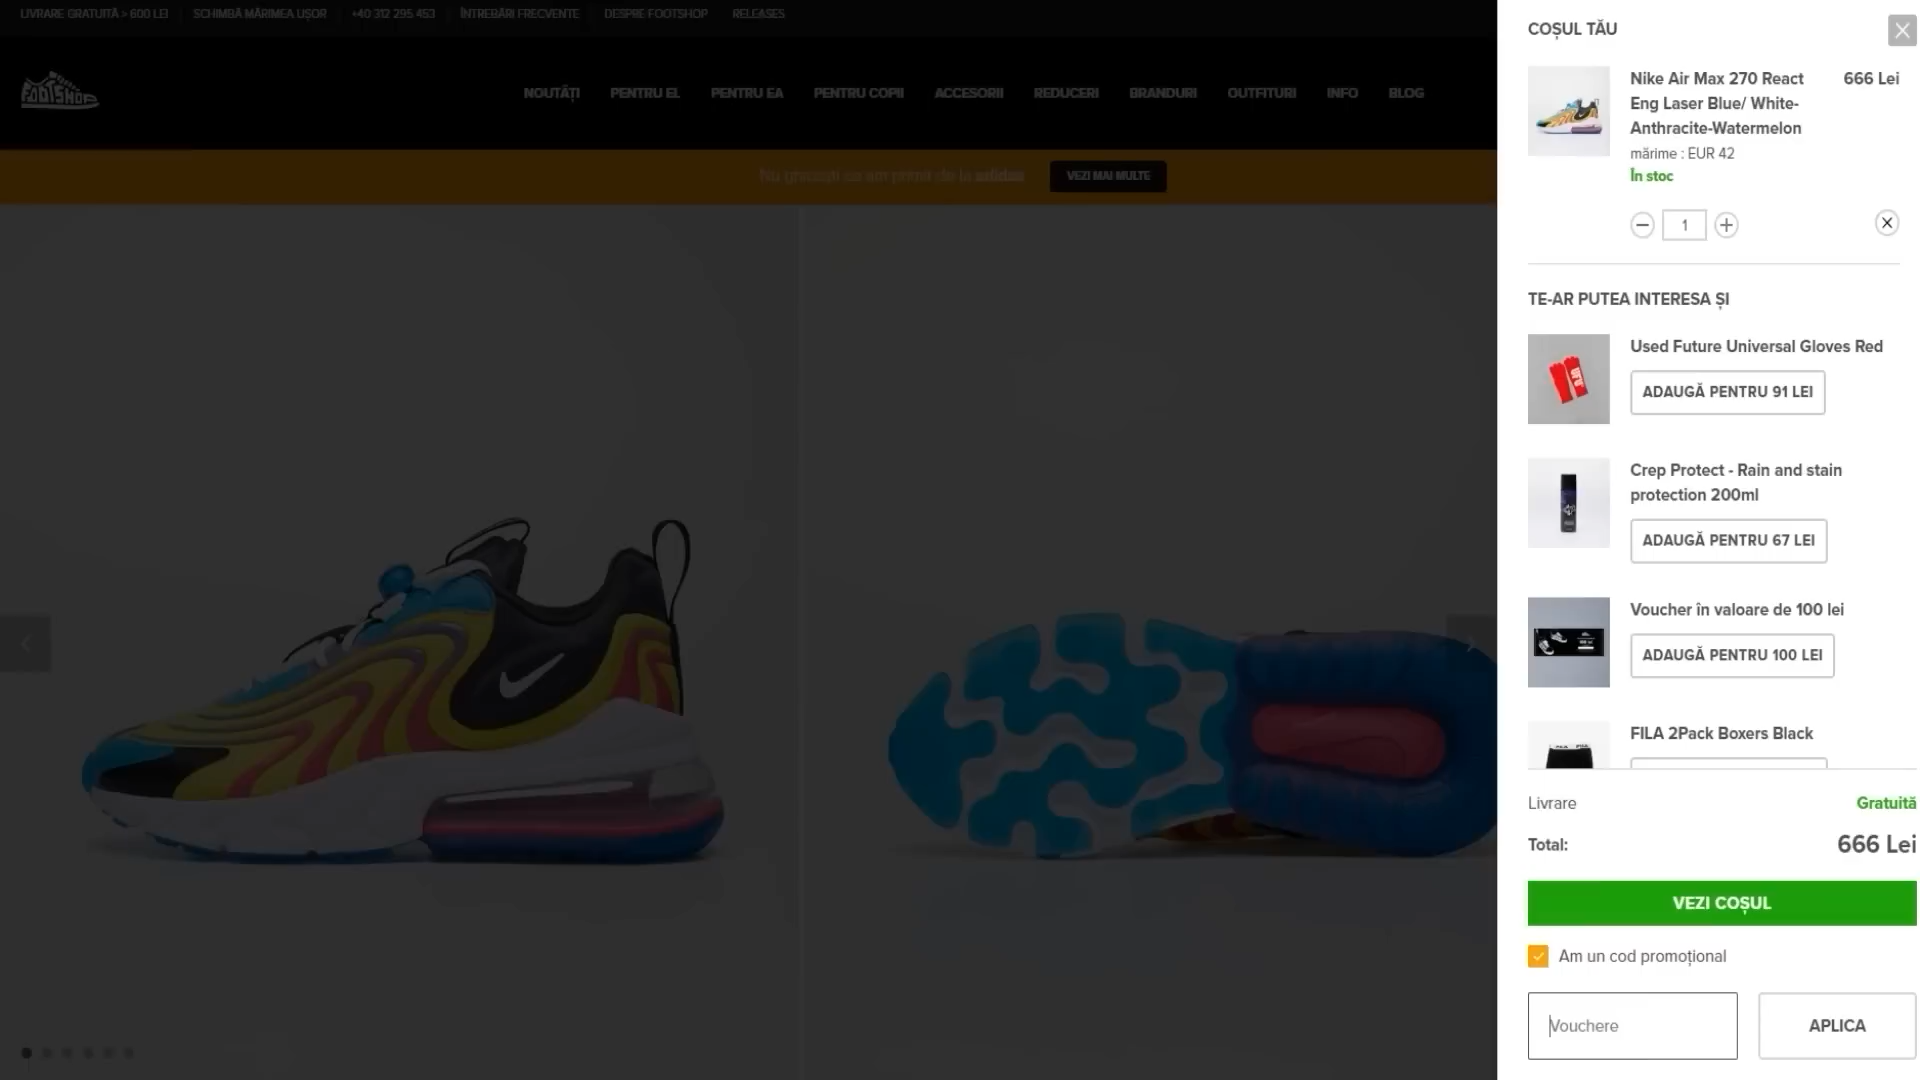 LIVRARE GRATUITĂ > 600 LEI
SCHIMBĂ MĂRIMEA UȘOR
+40 312 295 453
ÎNTREBĂRI FRECVENTE
DESPRE FOOTSHOP
RELEASES
FOOTSHOP
NOUTĂȚI
PENTRU EL
PENTRU EA
PENTRU COPII
ACCESORII
REDUCERI
BRANDURI
OUTFITURI
INFO
BLOG
de la adidas
VEZI MAI MULTE
COȘUL TĂU
Nike Air Max 270 React 666 Lei
Eng Laser Blue/ White-
Anthracite-Watermelon
mărime : EUR 42
În stoc
1
TE-AR PUTEA INTERESA ȘI
Used Future Universal Gloves Red
ADAUGĂ PENTRU 91 LEI
Crep Protect - Rain and stain
protection 200ml
ADAUGĂ PENTRU 67 LEI
Voucher în valoare de 100 lei
ADAUGĂ PENTRU 100 LEI
FILA 2Pack Boxers Black
Livrare Gratuită
Total: 666 Lei
VEZI COȘUL
Am un cod promoțional
Vouchere
APLICA